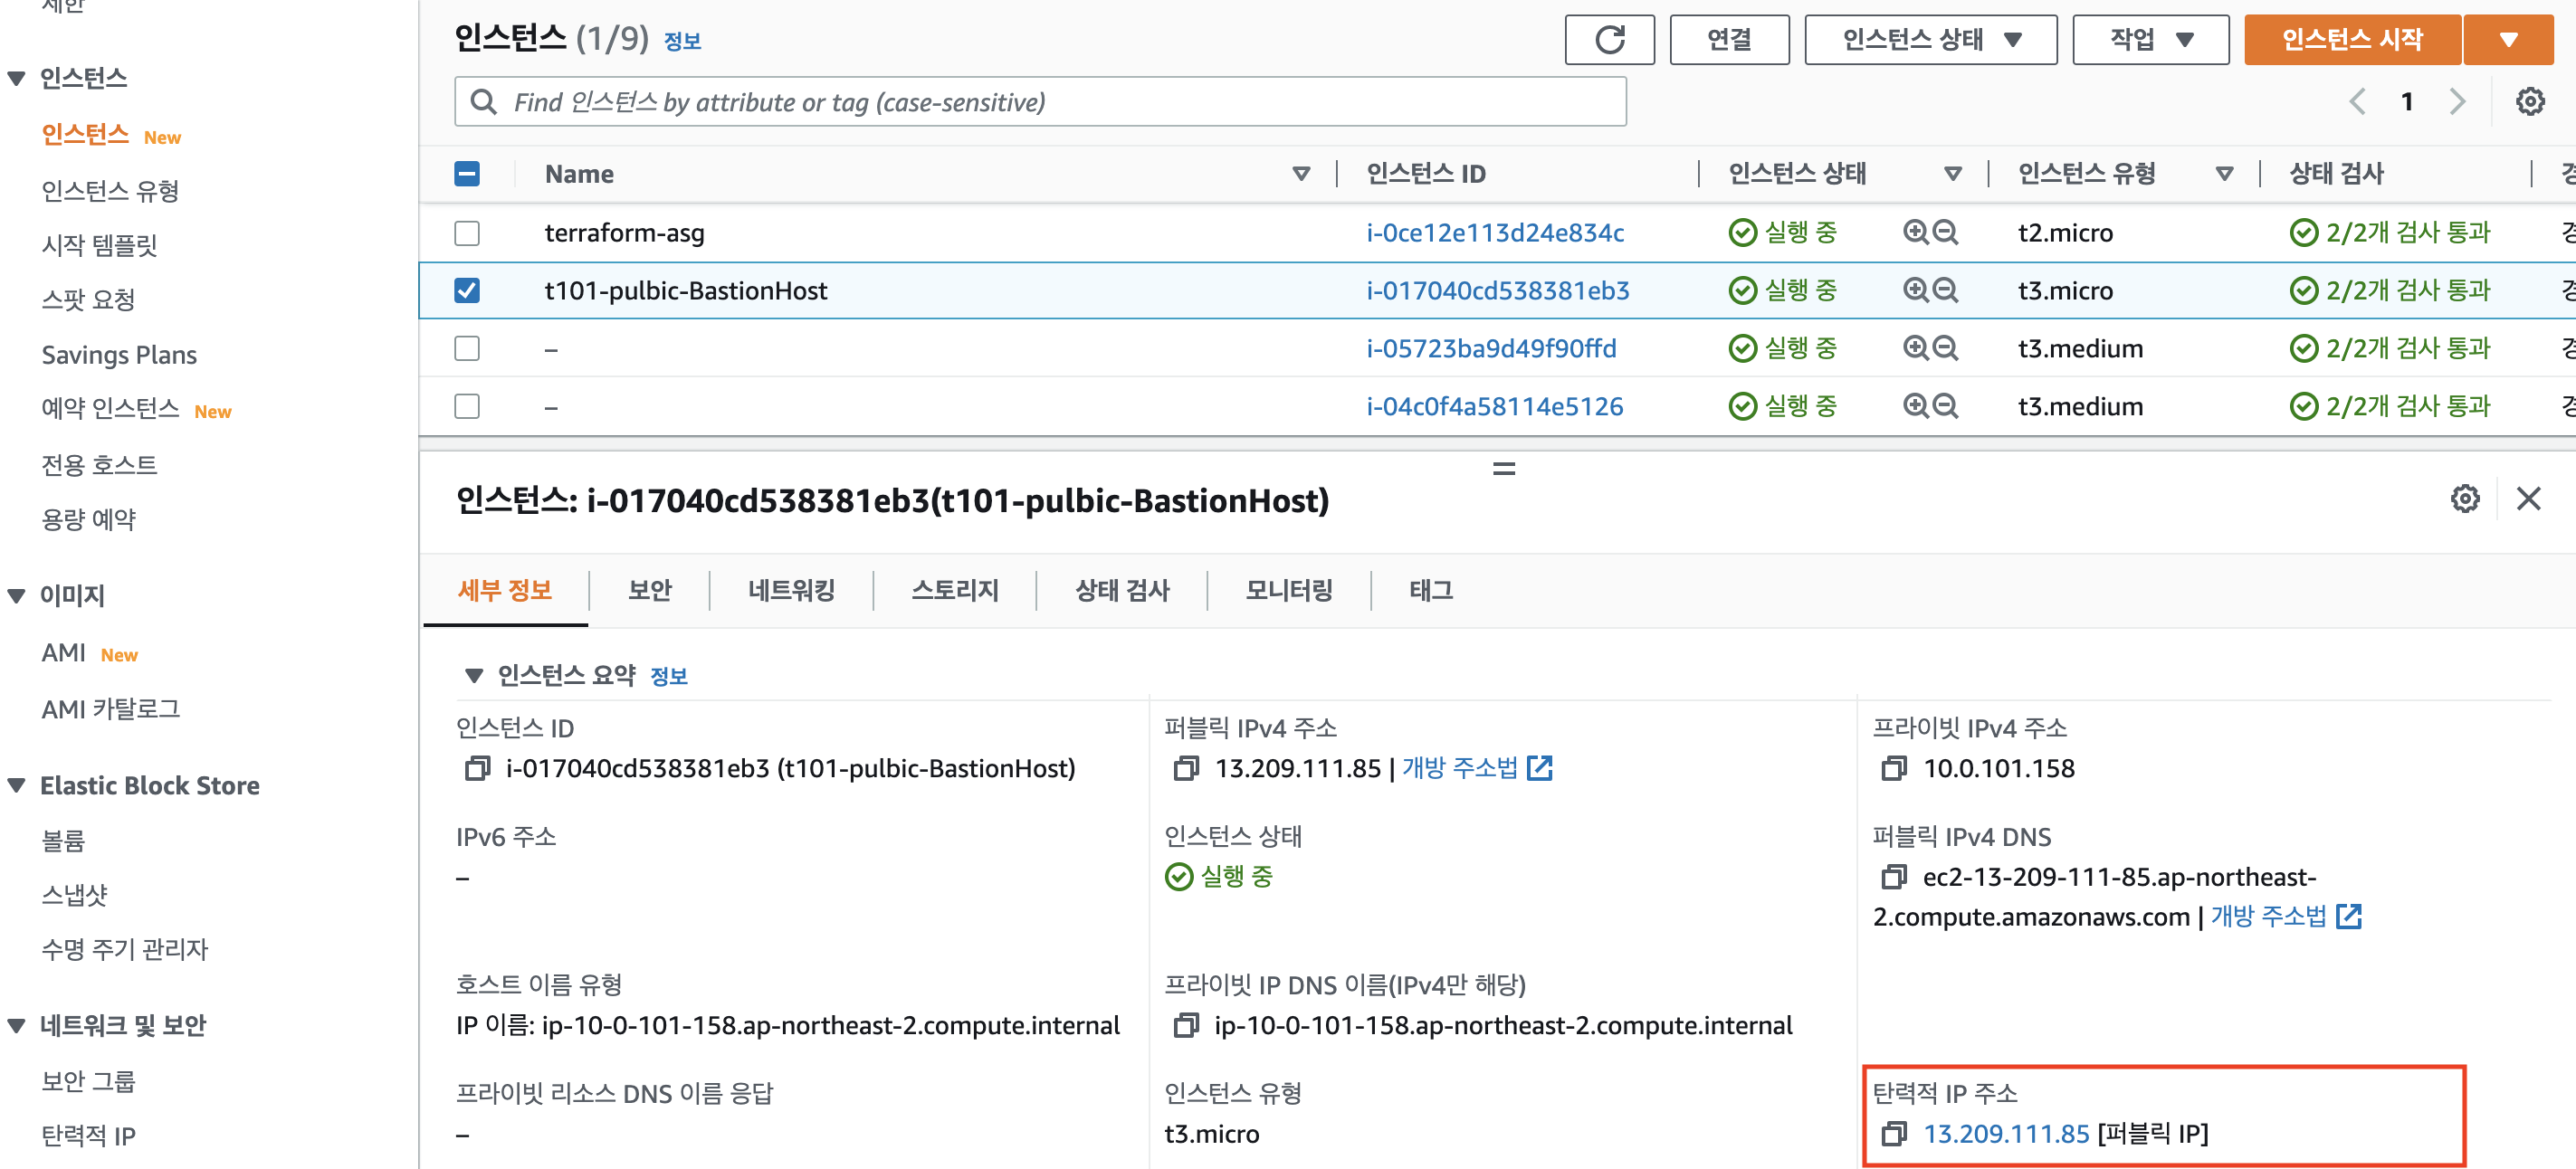 제한
인스턴스
인스턴스 New
인스턴스 유형
시작 템플릿
스팟 요청
Savings Plans
예약 인스턴스 New
전용 호스트
용량 예약
이미지
AMI New
AMI 카탈로그
Elastic Block Store
볼륨
스냅샷
수명 주기 관리자
네트워크 및 보안
보안 그룹
탄력적 IP
인스턴스 (1/9) 정보
연결
인스턴스 상태
작업
인스턴스 시작
Find 인스턴스 by attribute or tag (case-sensitive)
1
Name 인스턴스 ID 인스턴스 상태 인스턴스 유형 상태 검사
terraform-asg i-0ce12e113d24e834c 실행 중 t2.micro 2/2개 검사 통과
t101-pulbic-BastionHost i-017040cd538381eb3 실행 중 t3.micro 2/2개 검사 통과
– i-05723ba9d49f90ffd 실행 중 t3.medium 2/2개 검사 통과
– i-04c0f4a58114e5126 실행 중 t3.medium 2/2개 검사 통과
인스턴스: i-017040cd538381eb3(t101-pulbic-BastionHost)
세부 정보 보안 네트워킹 스토리지 상태 검사 모니터링 태그
인스턴스 요약 정보
인스턴스 ID
i-017040cd538381eb3 (t101-pulbic-BastionHost)
퍼블릭 IPv4 주소
13.209.111.85 | 개방 주소법
프라이빗 IPv4 주소
10.0.101.158
IPv6 주소
–
인스턴스 상태
실행 중
퍼블릭 IPv4 DNS
ec2-13-209-111-85.ap-northeast-
2.compute.amazonaws.com | 개방 주소법
호스트 이름 유형
IP 이름: ip-10-0-101-158.ap-northeast-2.compute.internal
프라이빗 IP DNS 이름(IPv4만 해당)
ip-10-0-101-158.ap-northeast-2.compute.internal
프라이빗 리소스 DNS 이름 응답
–
인스턴스 유형
t3.micro
탄력적 IP 주소
13.209.111.85 [퍼블릭 IP]